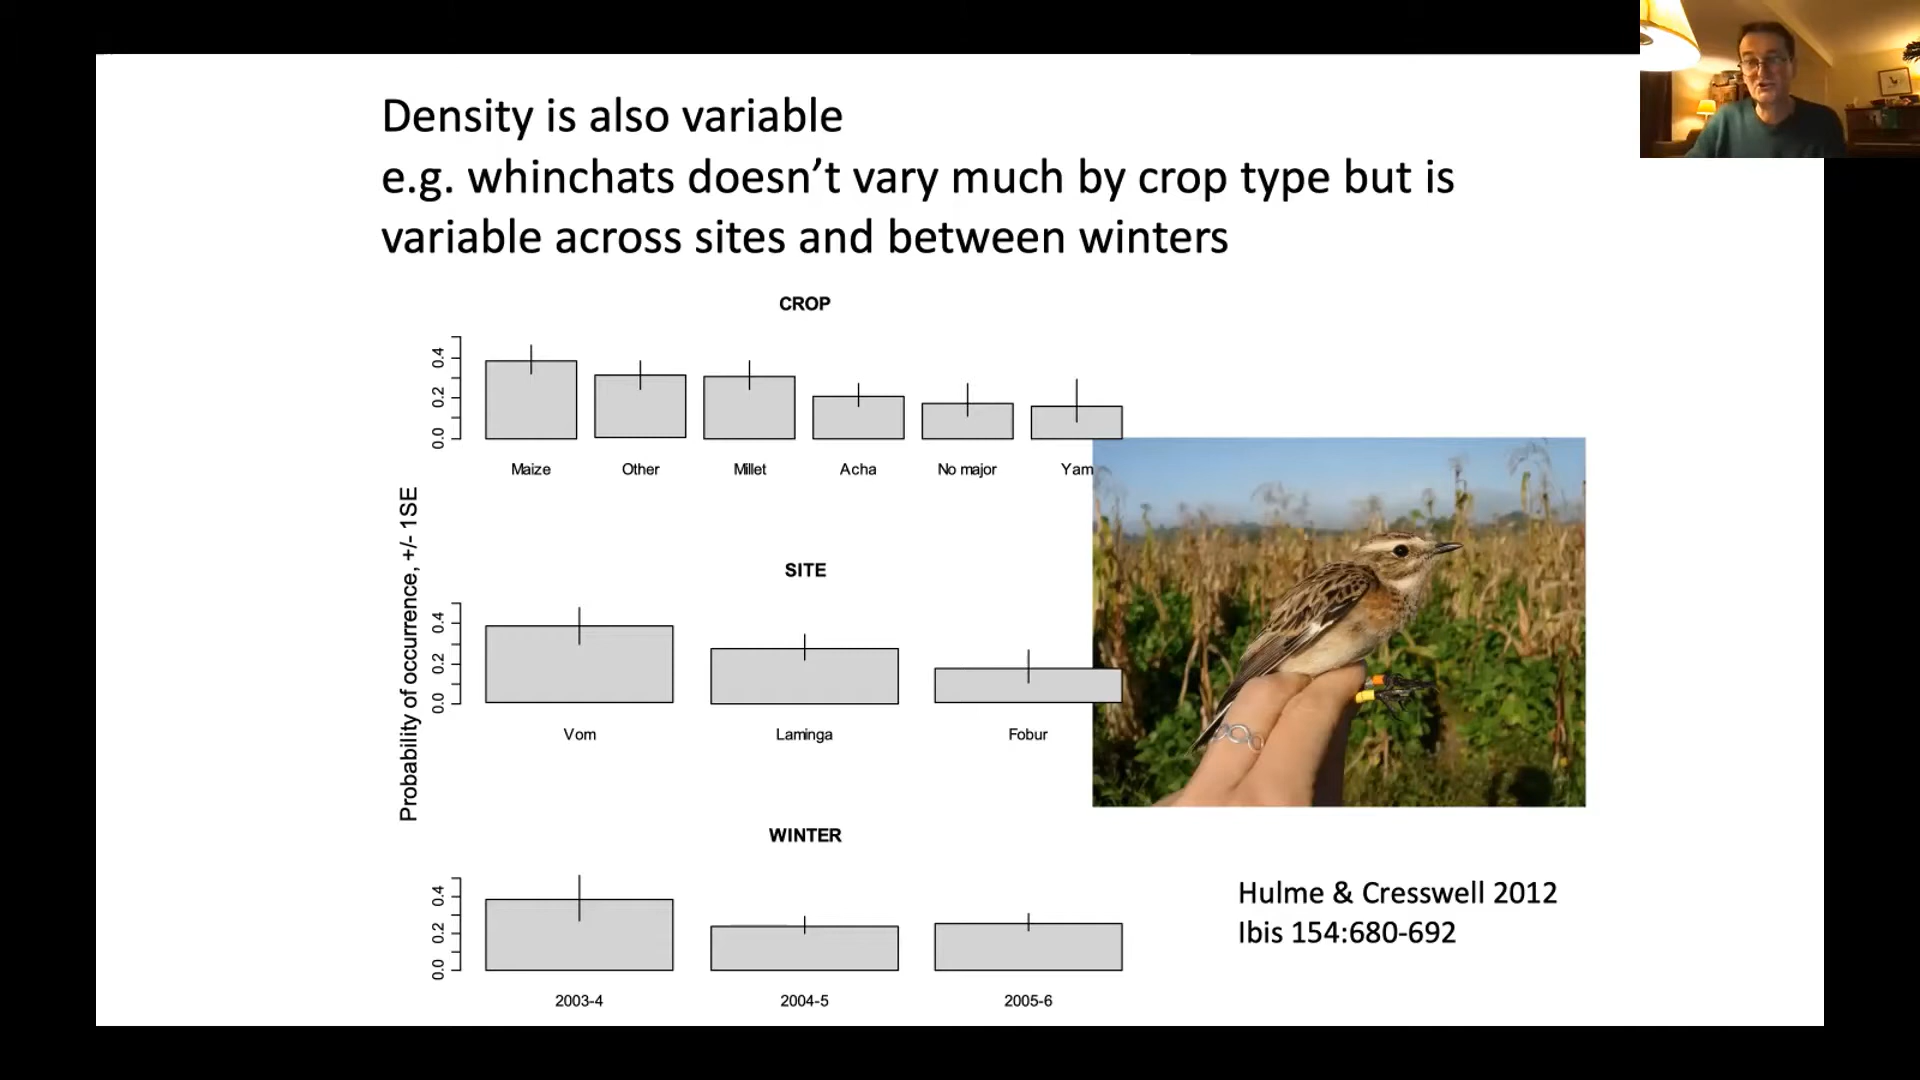 Density is also variable
e.g. whinchats doesn’t vary much by crop type but is
variable across sites and between winters
CROP
0.4
0.2
0.0
Maize Other Millet Acha No major Yam
Probability of occurrence, +/- 1SE
SITE
0.4
0.2
0.0
Vom Laminga Fobur
WINTER
0.4
0.2
0.0
2003-4 2004-5 2005-6
Hulme & Cresswell 2012
Ibis 154:680-692